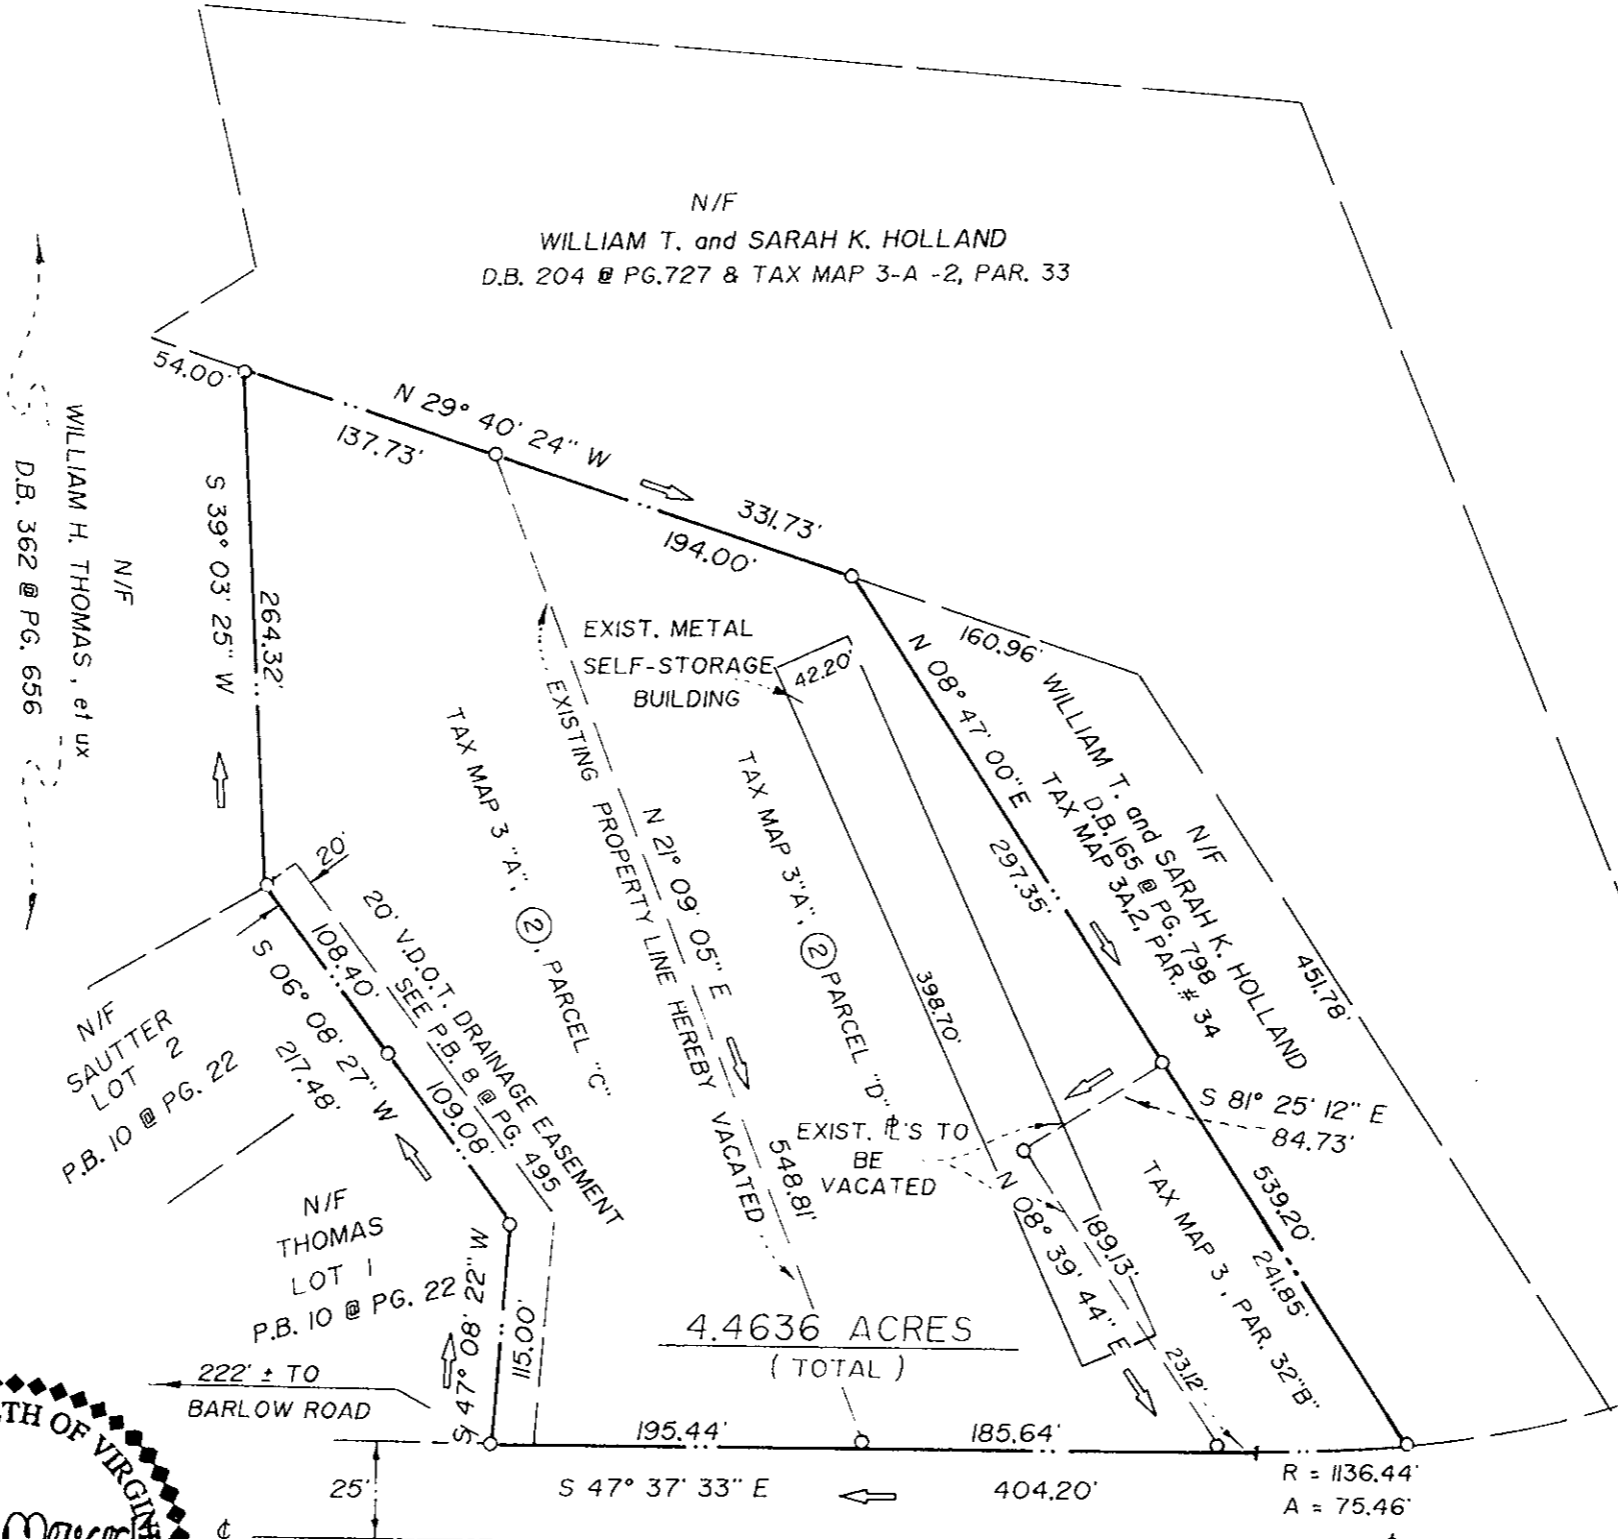 N/F
WILLIAM T. and SARAH K. HOLLAND
D.B. 204 @ PG.727 & TAX MAP 3-A -2, PAR. 33
54.00'
N 29° 40' 24" W
137.73'
331.73'
194.00'
160.96'
N/F
WILLIAM H. THOMAS, et ux
D.B. 362 @ PG. 656
S 39° 03' 25" W
264.32'
EXIST. METAL
SELF-STORAGE
BUILDING
42.20'
N 08° 47' 00" E
297.35'
N/F
WILLIAM T. and SARAH K. HOLLAND
D.B. 165 @ PG. 798
TAX MAP 3A,2, PAR. # 34
451.78'
TAX MAP 3 "A", 2, PARCEL "C"
EXISTING PROPERTY LINE HEREBY VACATED
N 21° 09' 05" E
548.81'
TAX MAP 3"A", 2 PARCEL "D"
398.70'
20'
20' V.D.O.T. DRAINAGE EASEMENT
SEE P.B. 8 @ PG. 495
108.40'
S 06° 08' 27" W
217.48'
109.08'
N/F
SAUTTER
LOT 2
P.B. 10 @ PG. 22
N/F
THOMAS
LOT 1
P.B. 10 @ PG. 22
S 81° 25' 12" E
84.73'
EXIST. ℄'S TO
BE
VACATED
N 08° 39' 44" E
189.13'
23.12'
539.20'
241.85'
TAX MAP 3, PAR. 32"B"
S 47° 08' 22" W
115.00'
4.4636 ACRES
( TOTAL )
222' ± TO
BARLOW ROAD
195.44'
185.64'
25'
S 47° 37' 33" E
404.20'
R = 1136.44'
A = 75.46'
℄
LTH OF VIRGIN